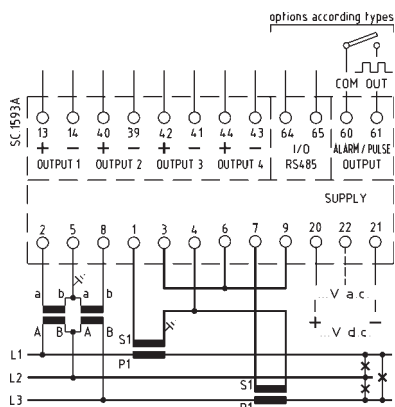 options according types
COM OUT
SC 1593A
13 14 40 39 42 41 44 43 64 65 60 61
+ − + − + − + − I/O ALARM / PULSE
OUTPUT 1 OUTPUT 2 OUTPUT 3 OUTPUT 4 RS485 OUTPUT
SUPPLY
2 5 8 1 3 4 6 7 9 20 22 21
a b a b
...V a.c.
+ −
A B A B
...V d.c.
S1
L1 P1
L2
S1
L3 P1